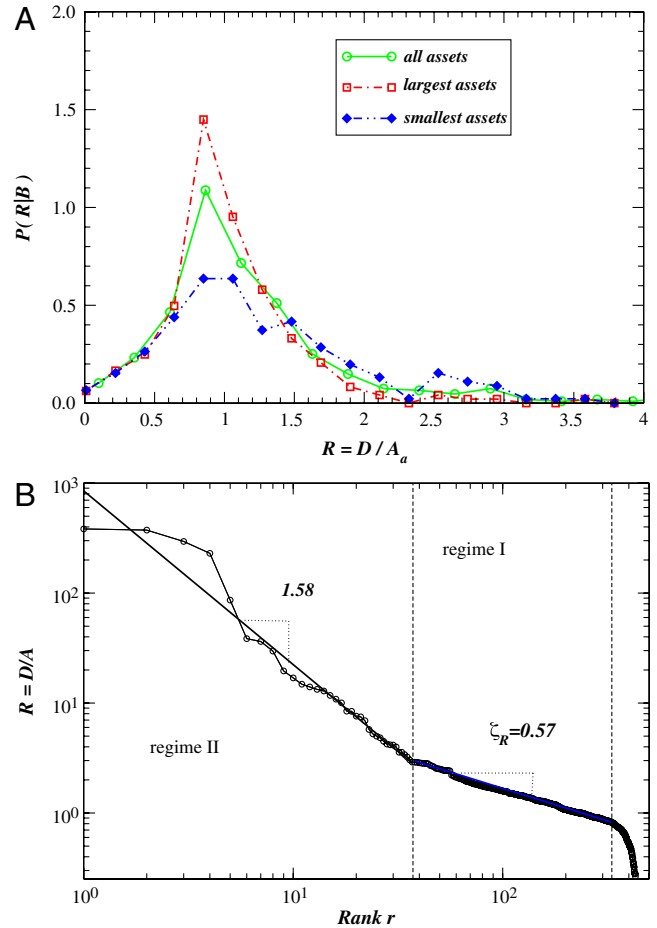 A
2.0
1.5
1.0
0.5
0.0
P(R|B)
all assets
largest assets
smallest assets
0 0.5 1 1.5 2 2.5 3 3.5 4
R = D / A_a
B
10^3
10^2
10^1
10^0
R = D/A
regime I
1.58
ζ_R=0.57
regime II
10^0 10^1 10^2
Rank r